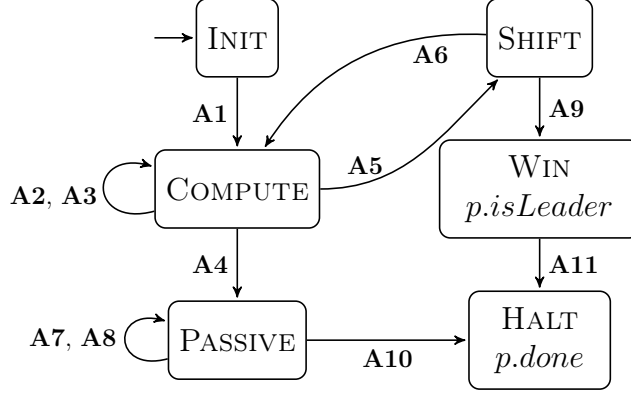 INIT
SHIFT
A6
A1
A9
A5
A2, A3
COMPUTE
WIN
p.isLeader
A4
A11
A7, A8
PASSIVE
A10
HALT
p.done